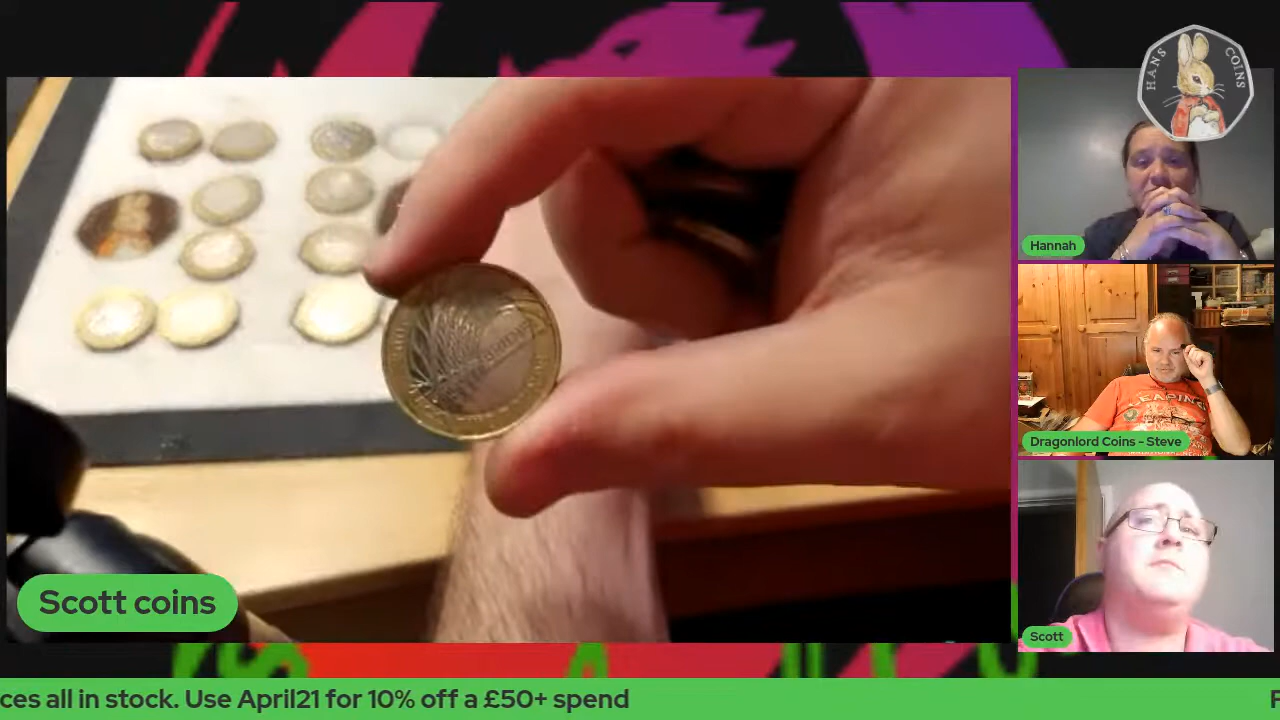 HANS COINS
Hannah
Dragonlord Coins - Steve
LEAPING
Scott
Scott coins
ces all in stock. Use April21 for 10% off a £50+ spend